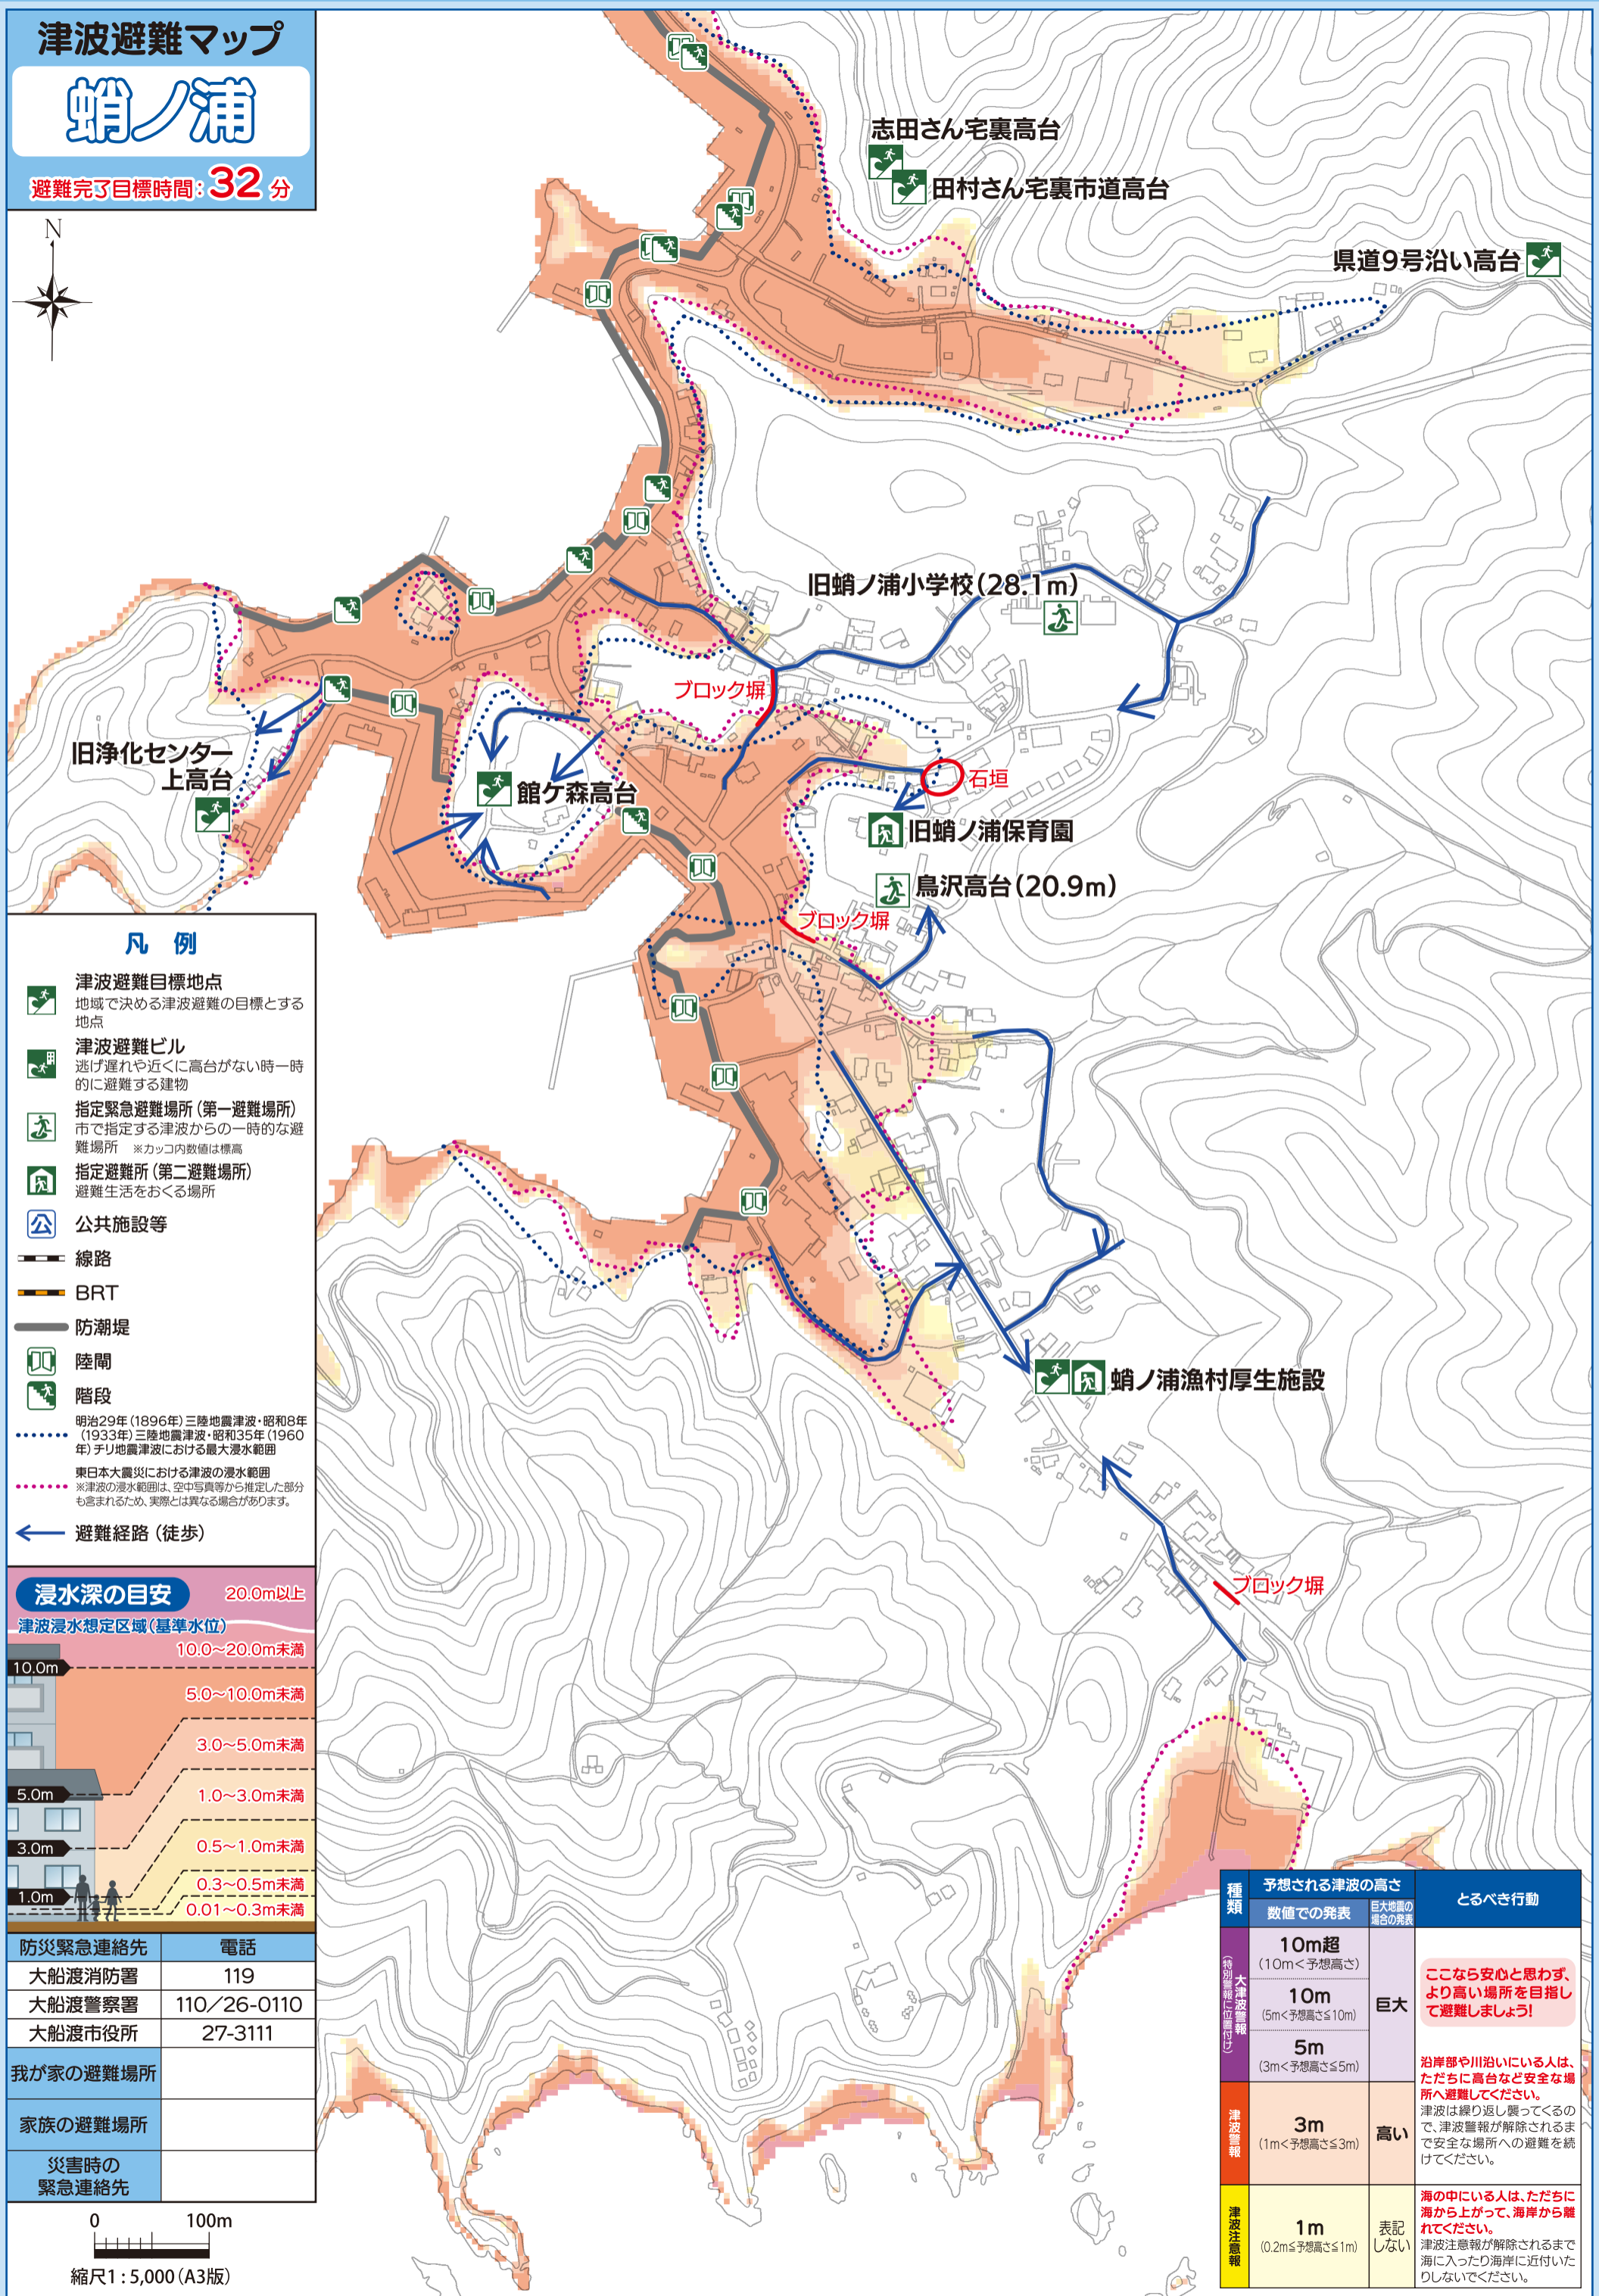 津波避難マップ
蛸ノ浦
避難完了目標時間：32 分
N
志田さん宅裏高台
田村さん宅裏市道高台
県道9号沿い高台
旧蛸ノ浦小学校（28.1m）
ブロック塀
旧浄化センター
上高台
館ケ森高台
石垣
旧蛸ノ浦保育園
鳥沢高台（20.9m）
ブロック塀
蛸ノ浦漁村厚生施設
ブロック塀
凡 例
津波避難目標地点
地域で決める津波避難の目標とする
地点
津波避難ビル
逃げ遅れや近くに高台がない時一時
的に避難する建物
指定緊急避難場所（第一避難場所）
市で指定する津波からの一時的な避
難場所 ※カッコ内数値は標高
指定避難所（第二避難場所）
避難生活をおくる場所
公 公共施設等
線路
BRT
防潮堤
陸閘
階段
明治29年（1896年）三陸地震津波・昭和8年
（1933年）三陸地震津波・昭和35年（1960
年）チリ地震津波における最大浸水範囲
東日本大震災における津波の浸水範囲
※津波の浸水範囲は、空中写真等から推定した部分
も含まれるため、実際とは異なる場合があります。
避難経路（徒歩）
浸水深の目安
20.0m以上
津波浸水想定区域（基準水位）
10.0～20.0m未満
10.0m
5.0～10.0m未満
3.0～5.0m未満
5.0m
1.0～3.0m未満
3.0m
0.5～1.0m未満
0.3～0.5m未満
1.0m
0.01～0.3m未満
防災緊急連絡先 電話
大船渡消防署 119
大船渡警察署 110／26-0110
大船渡市役所 27-3111
我が家の避難場所
家族の避難場所
災害時の
緊急連絡先
0 100m
縮尺1：5,000（A3版）
種類
予想される津波の高さ
数値での発表
巨大地震の
場合の発表
とるべき行動
大津波警報
（特別警報に位置付け）
10m超
（10m＜予想高さ）
10m
（5m＜予想高さ≦10m）
5m
（3m＜予想高さ≦5m）
巨大
ここなら安心と思わず、
より高い場所を目指し
て避難しましょう！
沿岸部や川沿いにいる人は、
ただちに高台など安全な場
所へ避難してください。
津波は繰り返し襲ってくるの
で、津波警報が解除されるま
で安全な場所への避難を続
けてください。
津波警報
3m
（1m＜予想高さ≦3m）
高い
津波注意報
1m
（0.2m≦予想高さ≦1m）
表記
しない
海の中にいる人は、ただちに
海から上がって、海岸から離
れてください。
津波注意報が解除されるまで
海に入ったり海岸に近付いた
りしないでください。